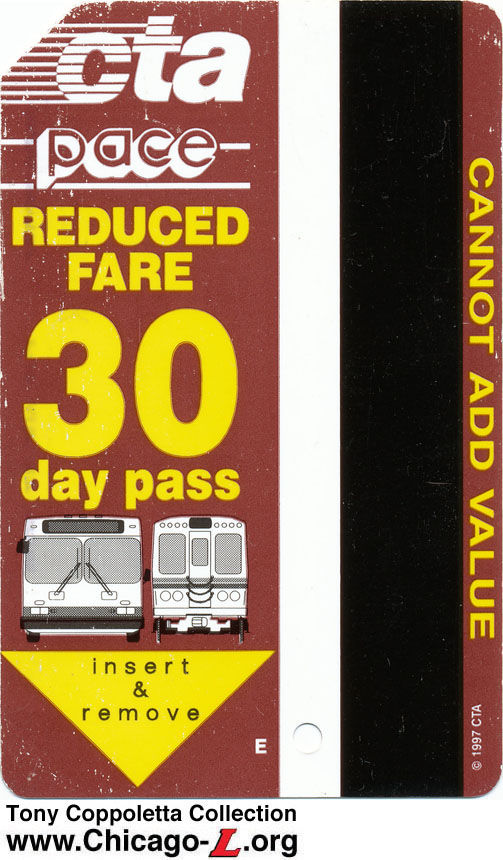 cta
pace
REDUCED
FARE
30
day pass
insert
&
remove
E
CANNOT ADD VALUE
© 1997 CTA
Tony Coppoletta Collection
www.Chicago-L.org